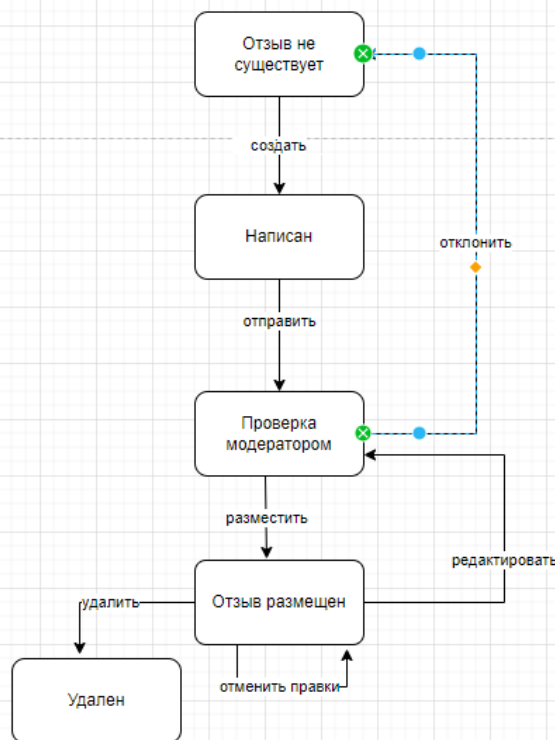 Отзыв не
существует
создать
Написан
отклонить
отправить
Проверка
модератором
разместить
редактировать
Отзыв размещен
удалить
отменить правки
Удален